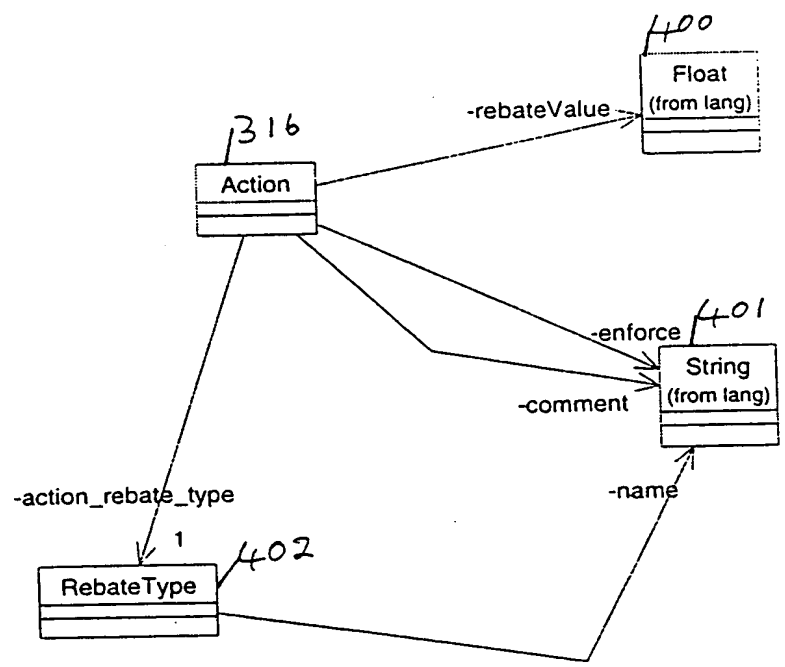 400
Float
(from lang)
-rebateValue
316
Action
-enforce
401
String
(from lang)
-comment
-action_rebate_type
-name
1
402
RebateType